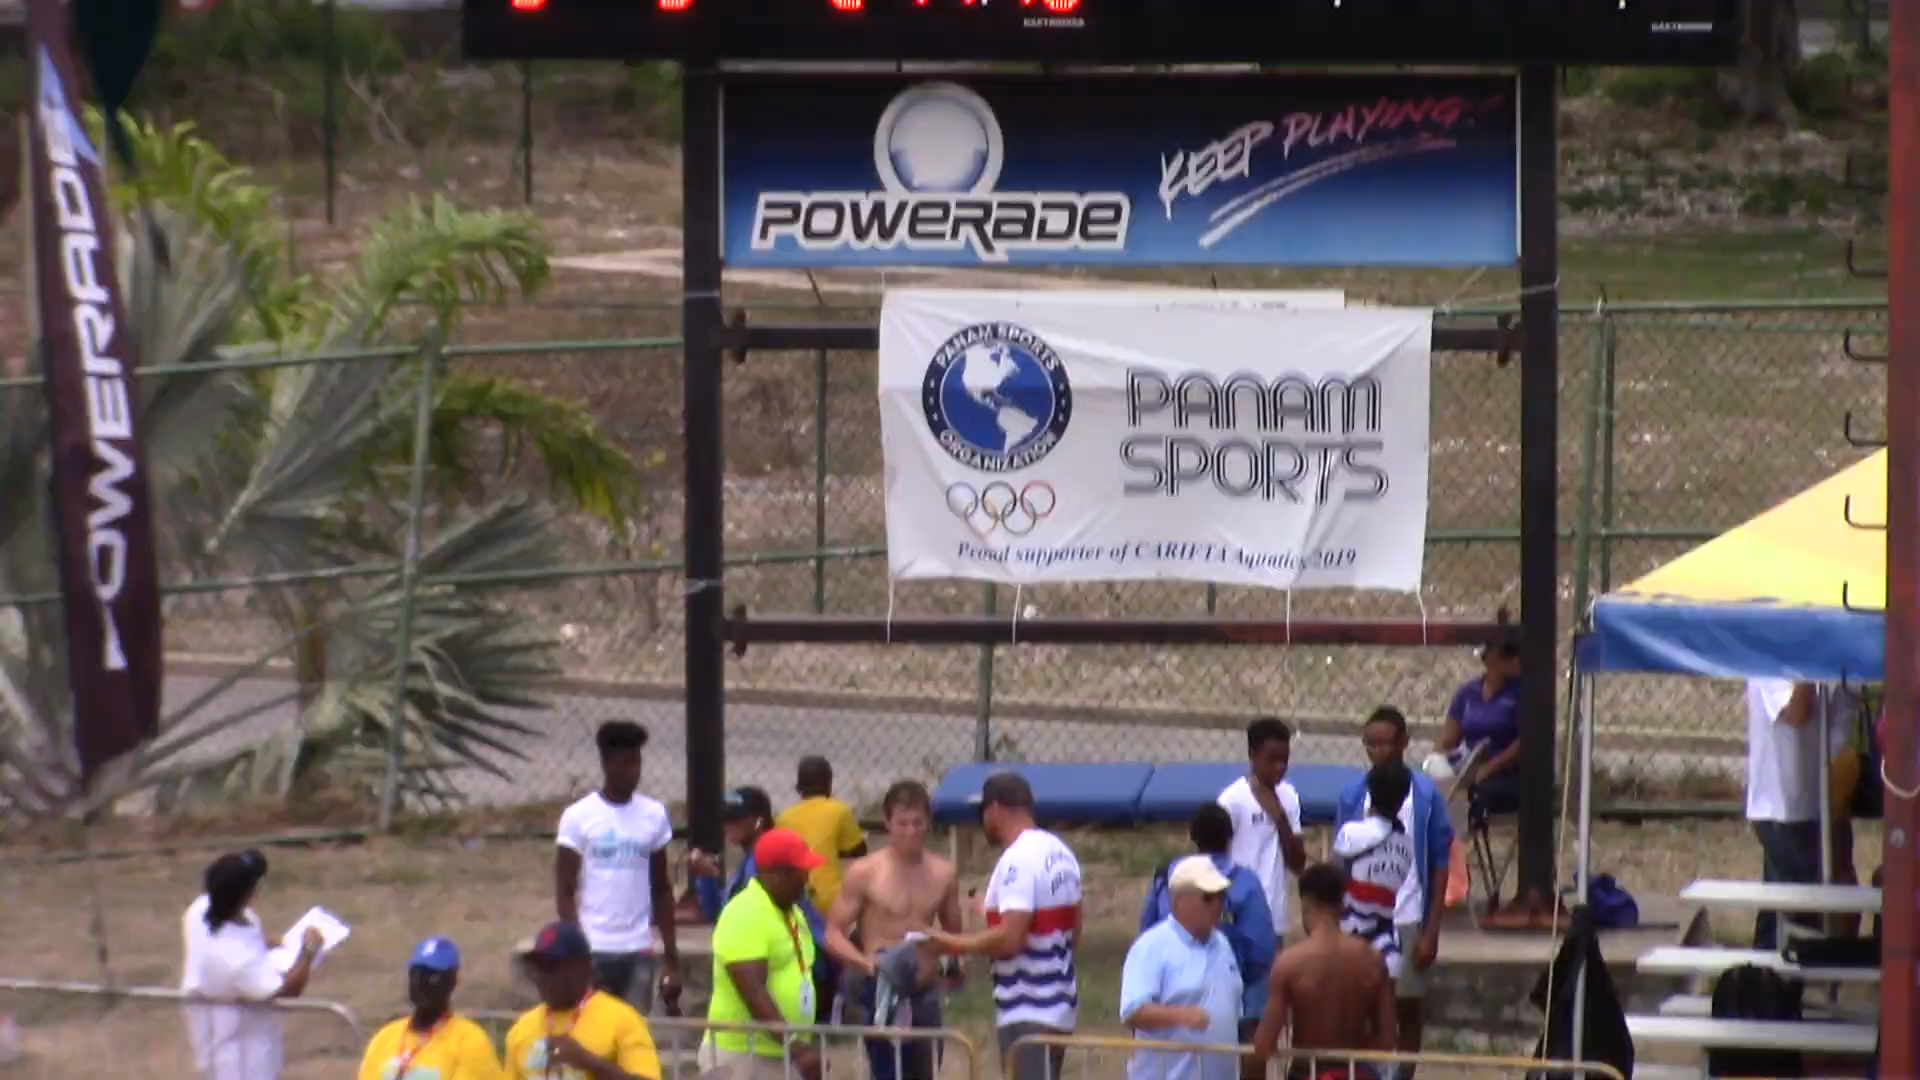 POWERADE
KEEP PLAYING
POWERADE
PANAM SPORTS
ORGANIZATION
PANAM
SPORTS
Proud supporter of CARIFTA Aquatics 2019